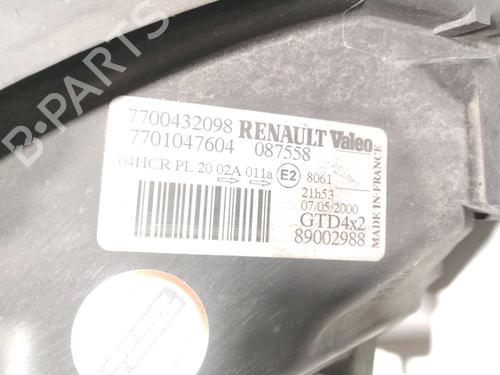 7700432098 RENAULT Valeo
7701047604 087558
04HCR PL 20 02A 011a E2 8061
21h53
07/05/2000
GTD4x2
89002988
MADE IN FRANCE
B-PARTS